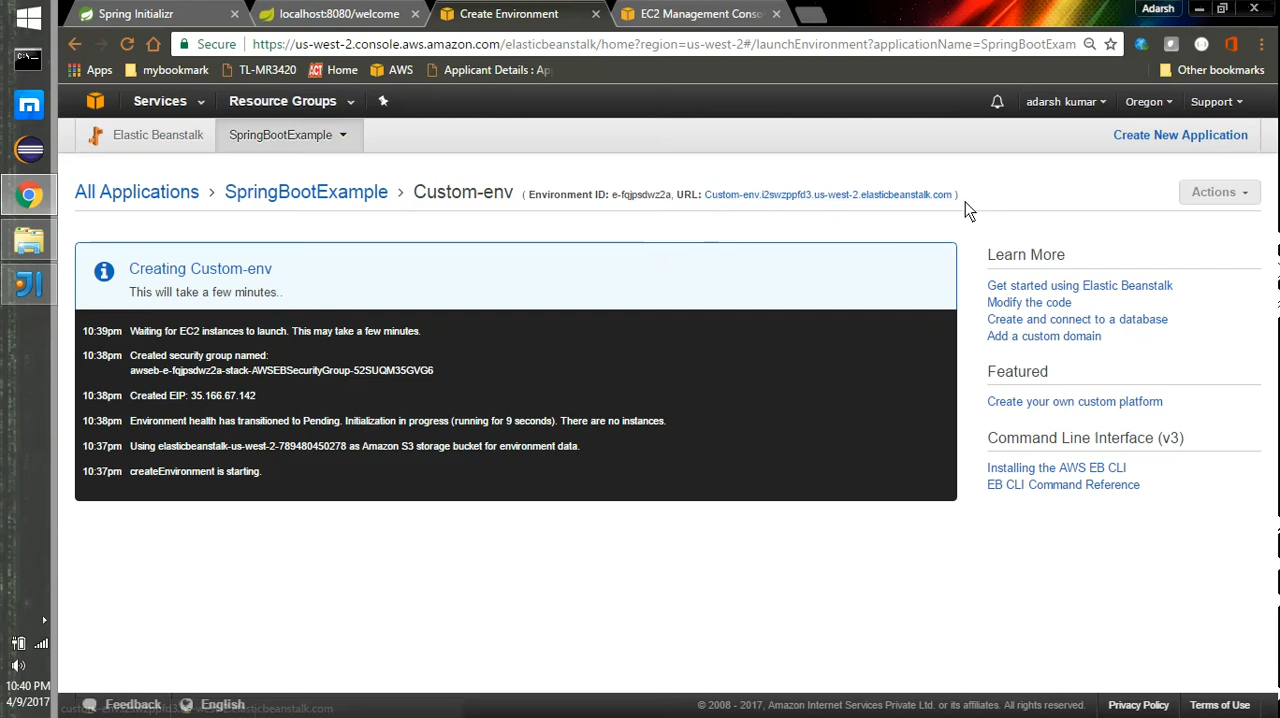 Spring Initializr
localhost:8080/welcome
Create Environment
EC2 Management Conso
Adarsh
Secure
https://us-west-2.console.aws.amazon.com/elasticbeanstalk/home?region=us-west-2#/launchEnvironment?applicationName=SpringBootExam
Apps
mybookmark
TL-MR3420
ACT
Home
AWS
Applicant Details : Ap
Other bookmarks
Services
Resource Groups
adarsh kumar
Oregon
Support
Elastic Beanstalk
SpringBootExample
Create New Application
All Applications › SpringBootExample › Custom-env ( Environment ID: e-fqjpsdwz2a, URL: Custom-env.i2swzppfd3.us-west-2.elasticbeanstalk.com )
Actions
Creating Custom-env
This will take a few minutes..
10:39pm Waiting for EC2 instances to launch. This may take a few minutes.
10:38pm Created security group named:
awseb-e-fqjpsdwz2a-stack-AWSEBSecurityGroup-52SUQM35GVG6
10:38pm Created EIP: 35.166.67.142
10:38pm Environment health has transitioned to Pending. Initialization in progress (running for 9 seconds). There are no instances.
10:37pm Using elasticbeanstalk-us-west-2-789480450278 as Amazon S3 storage bucket for environment data.
10:37pm createEnvironment is starting.
Learn More
Get started using Elastic Beanstalk
Modify the code
Create and connect to a database
Add a custom domain
Featured
Create your own custom platform
Command Line Interface (v3)
Installing the AWS EB CLI
EB CLI Command Reference
10:40 PM
4/9/2017
Feedback
English
© 2008 - 2017, Amazon Internet Services Private Ltd. or its affiliates. All rights reserved.
Privacy Policy
Terms of Use